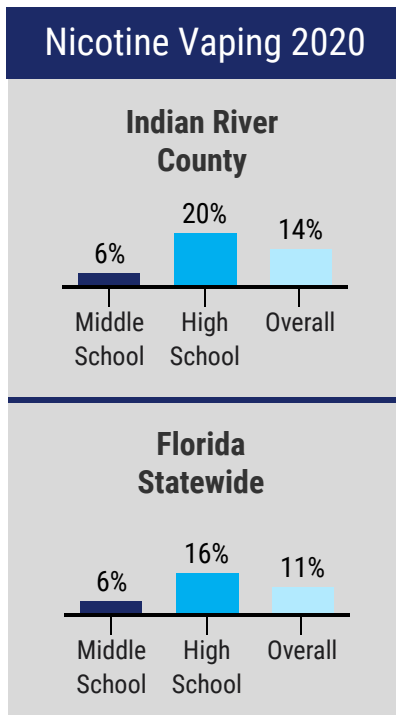 Nicotine Vaping 2020
Indian River
County
6%
20%
14%
Middle
School
High
School
Overall
Florida
Statewide
6%
16%
11%
Middle
School
High
School
Overall